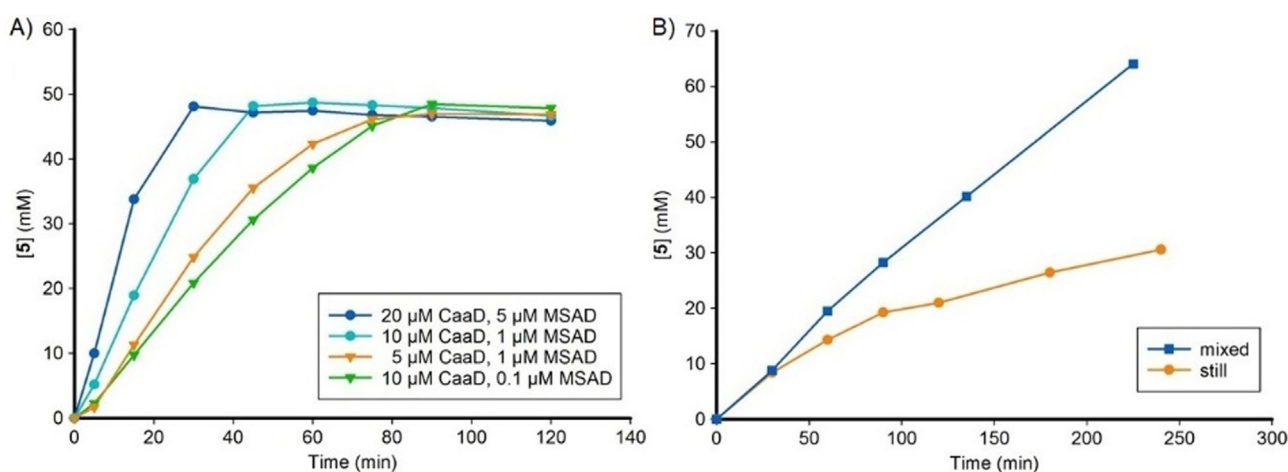 A)
60
50
40
30
20
10
0
[5] (mM)
0 20 40 60 80 100 120 140
Time (min)
20 µM CaaD, 5 µM MSAD
10 µM CaaD, 1 µM MSAD
5 µM CaaD, 1 µM MSAD
10 µM CaaD, 0.1 µM MSAD
B)
70
60
50
40
30
20
10
0
[5] (mM)
0 50 100 150 200 250 300
Time (min)
mixed
still